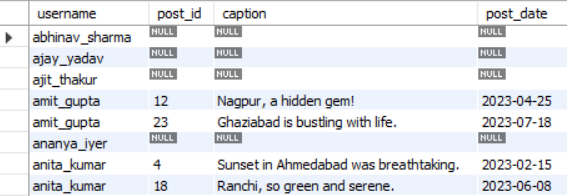 username post_id caption post_date
abhinav_sharma NULL NULL NULL
ajay_yadav NULL NULL NULL
ajit_thakur NULL NULL NULL
amit_gupta 12 Nagpur, a hidden gem! 2023-04-25
amit_gupta 23 Ghaziabad is bustling with life. 2023-07-18
ananya_iyer NULL NULL NULL
anita_kumar 4 Sunset in Ahmedabad was breathtaking. 2023-02-15
anita_kumar 18 Ranchi, so green and serene. 2023-06-08